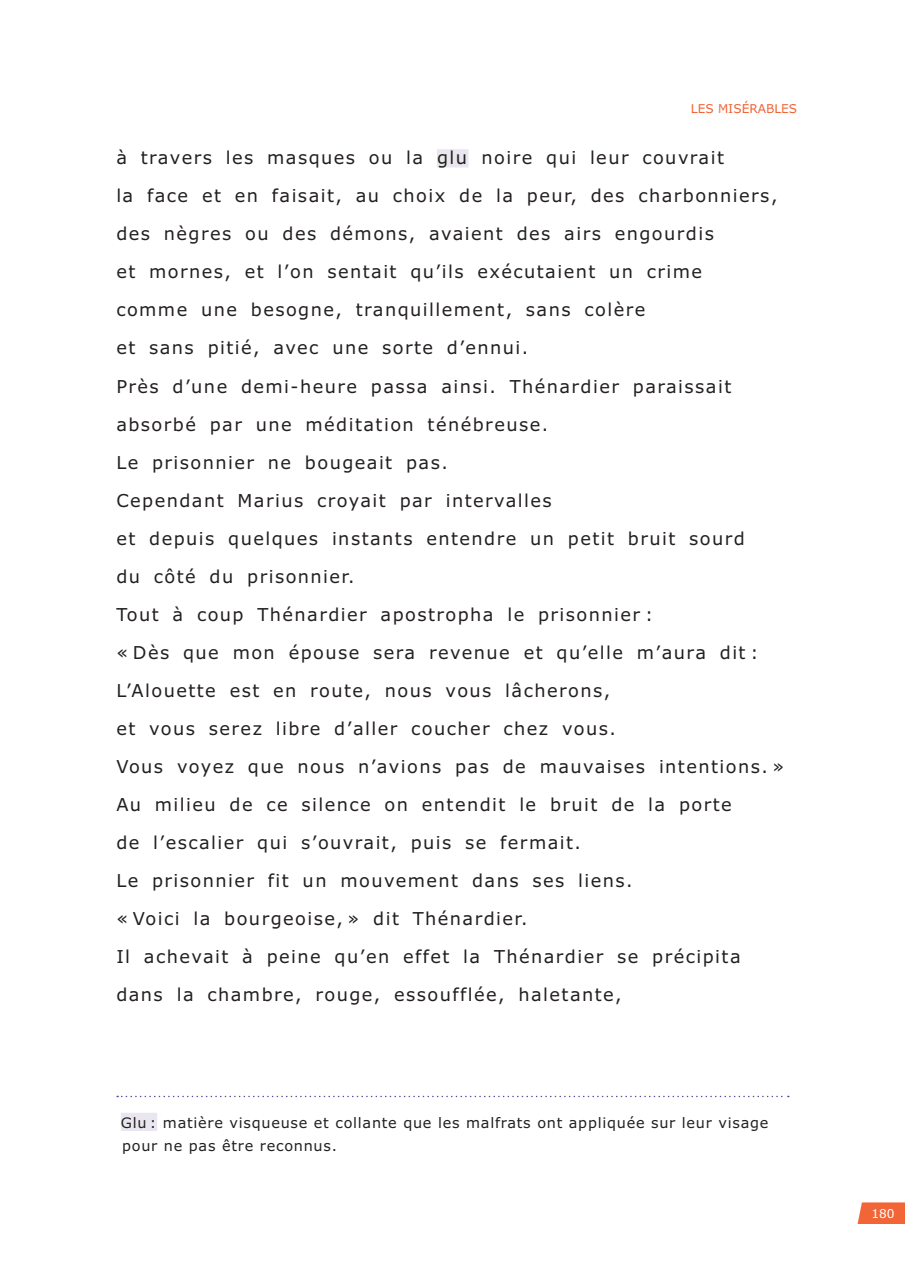 LES MISÉRABLES
à travers les masques ou la glu noire qui leur couvrait
la face et en faisait, au choix de la peur, des charbonniers,
des nègres ou des démons, avaient des airs engourdis
et mornes, et l’on sentait qu’ils exécutaient un crime
comme une besogne, tranquillement, sans colère
et sans pitié, avec une sorte d’ennui.
Près d’une demi-heure passa ainsi. Thénardier paraissait
absorbé par une méditation ténébreuse.
Le prisonnier ne bougeait pas.
Cependant Marius croyait par intervalles
et depuis quelques instants entendre un petit bruit sourd
du côté du prisonnier.
Tout à coup Thénardier apostropha le prisonnier :
« Dès que mon épouse sera revenue et qu’elle m’aura dit :
L’Alouette est en route, nous vous lâcherons,
et vous serez libre d’aller coucher chez vous.
Vous voyez que nous n’avions pas de mauvaises intentions. »
Au milieu de ce silence on entendit le bruit de la porte
de l’escalier qui s’ouvrait, puis se fermait.
Le prisonnier fit un mouvement dans ses liens.
« Voici la bourgeoise, » dit Thénardier.
Il achevait à peine qu’en effet la Thénardier se précipita
dans la chambre, rouge, essoufflée, haletante,
Glu : matière visqueuse et collante que les malfrats ont appliquée sur leur visage
pour ne pas être reconnus.
180